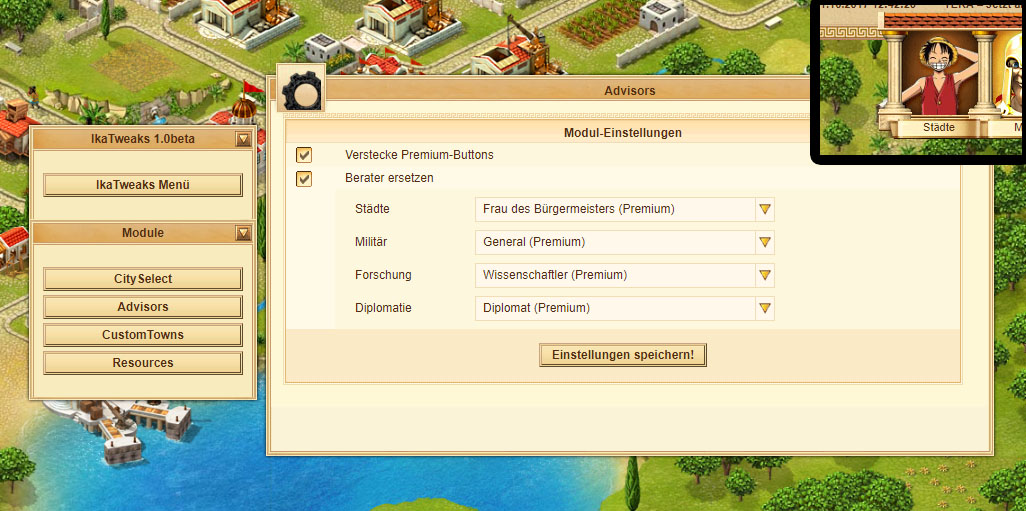 IkaTweaks 1.0beta
IkaTweaks Menü
Module
CitySelect
Advisors
CustomTowns
Resources
Advisors
Modul-Einstellungen
Verstecke Premium-Buttons
Berater ersetzen
Städte Frau des Bürgermeisters (Premium)
Militär General (Premium)
Forschung Wissenschaftler (Premium)
Diplomatie Diplomat (Premium)
Einstellungen speichern!
Städte